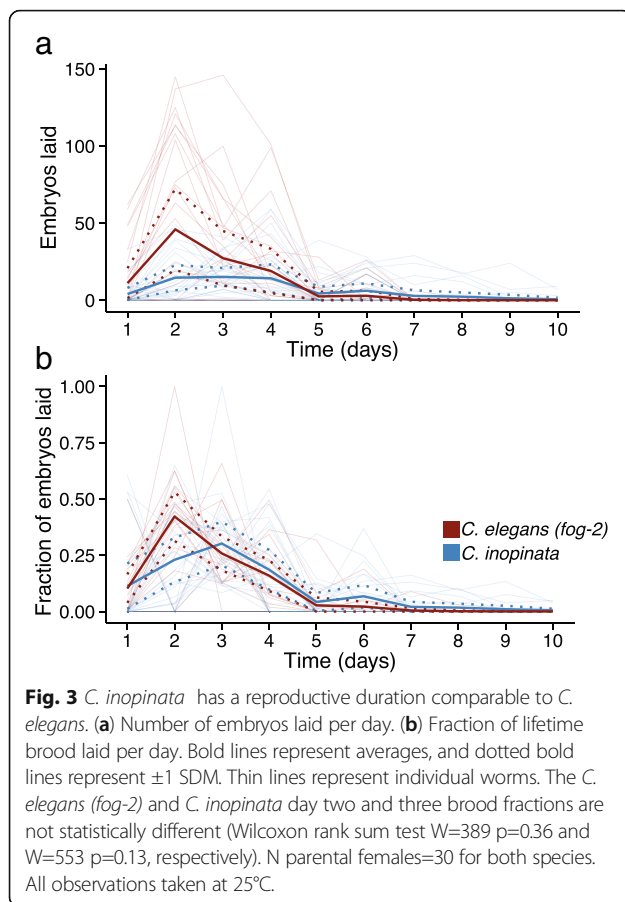 a
150
100
50
0
Embryos laid
1 2 3 4 5 6 7 8 9 10
Time (days)
b
1.00
0.75
0.50
0.25
0.00
Fraction of embryos laid
C. elegans (fog-2)
C. inopinata
1 2 3 4 5 6 7 8 9 10
Time (days)
Fig. 3 C. inopinata has a reproductive duration comparable to C.
elegans. (a) Number of embryos laid per day. (b) Fraction of lifetime
brood laid per day. Bold lines represent averages, and dotted bold
lines represent ±1 SDM. Thin lines represent individual worms. The C.
elegans (fog-2) and C. inopinata day two and three brood fractions are
not statistically different (Wilcoxon rank sum test W=389 p=0.36 and
W=553 p=0.13, respectively). N parental females=30 for both species.
All observations taken at 25°C.